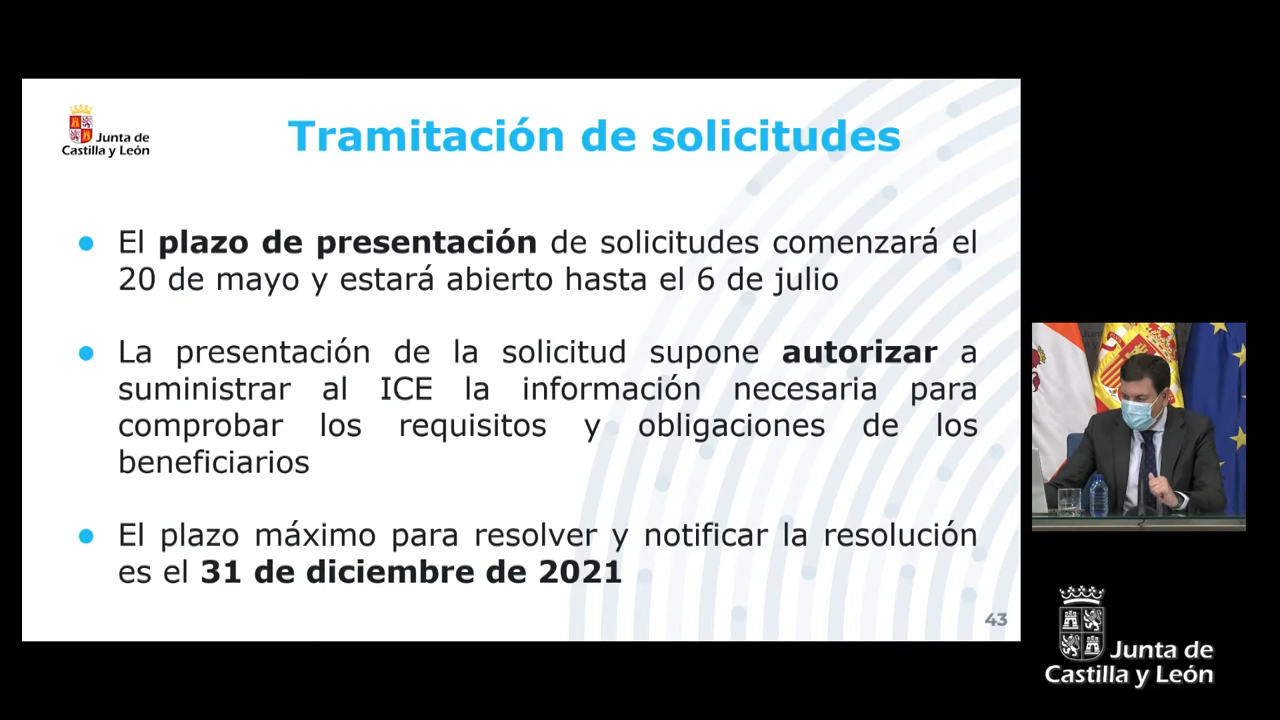 Junta de
Castilla y León
Tramitación de solicitudes
● El plazo de presentación de solicitudes comenzará el
20 de mayo y estará abierto hasta el 6 de julio
● La presentación de la solicitud supone autorizar a
suministrar al ICE la información necesaria para
comprobar los requisitos y obligaciones de los
beneficiarios
● El plazo máximo para resolver y notificar la resolución
es el 31 de diciembre de 2021
43
Junta de
Castilla y León